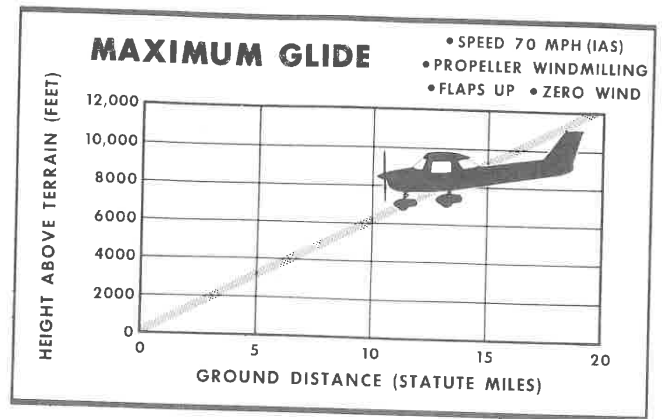 MAXIMUM GLIDE
• SPEED 70 MPH (IAS)
• PROPELLER WINDMILLING
• FLAPS UP • ZERO WIND
HEIGHT ABOVE TERRAIN (FEET)
12,000
10,000
8000
6000
4000
2000
0
0 5 10 15 20
GROUND DISTANCE (STATUTE MILES)